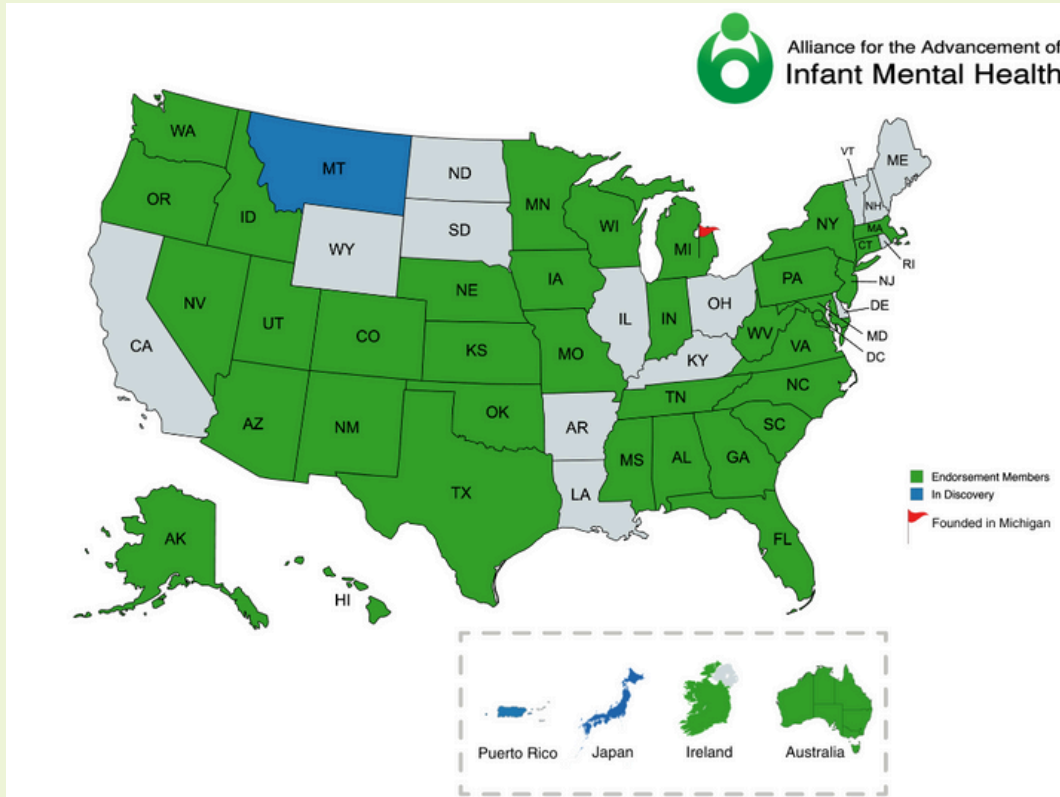 Alliance for the Advancement of
Infant Mental Health
WA
OR
ID
MT
ND
SD
WY
MN
WI
MI
VT
ME
NH
NY
MA
CT
RI
NJ
PA
DE
MD
DC
CA
NV
UT
CO
NE
KS
IA
MO
IL
IN
OH
KY
WV
VA
NC
TN
SC
AZ
NM
OK
AR
TX
LA
MS
AL
GA
FL
AK
HI
Endorsement Members
In Discovery
Founded in Michigan
Puerto Rico
Japan
Ireland
Australia